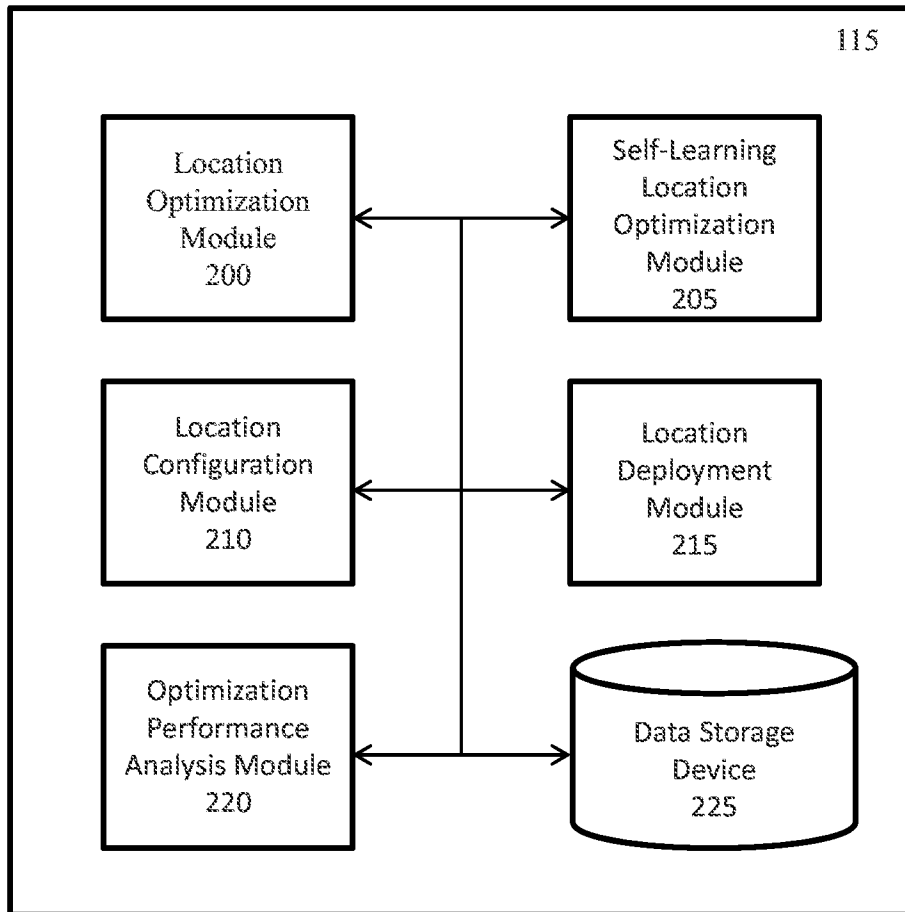 115
Location
Optimization
Module
200
Self-Learning
Location
Optimization
Module
205
Location
Configuration
Module
210
Location
Deployment
Module
215
Optimization
Performance
Analysis Module
220
Data Storage
Device
225